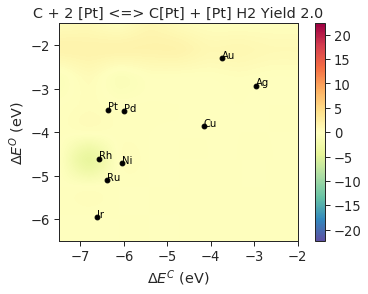 C + 2 [Pt] <=> C[Pt] + [Pt] H2 Yield 2.0
−2
−3
−4
−5
−6
ΔE^O (eV)
Au
Ag
Pt
Pd
Cu
Rh
Ni
Ru
Ir
−7
−6
−5
−4
−3
−2
ΔE^C (eV)
20
15
10
5
0
−5
−10
−15
−20